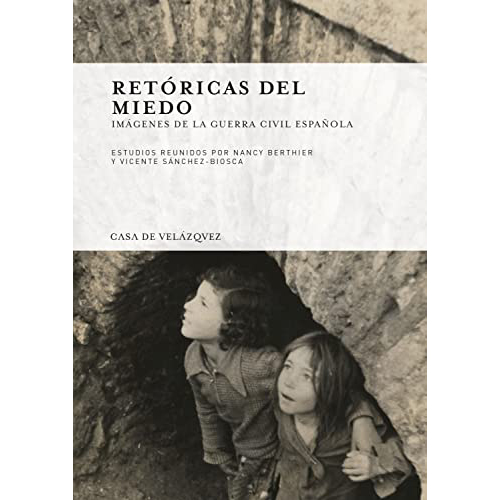 RETÓRICAS DEL
MIEDO
IMÁGENES DE LA GUERRA CIVIL ESPAÑOLA
ESTUDIOS REUNIDOS POR NANCY BERTHIER
Y VICENTE SÁNCHEZ-BIOSCA
CASA DE VELÁZQVEZ